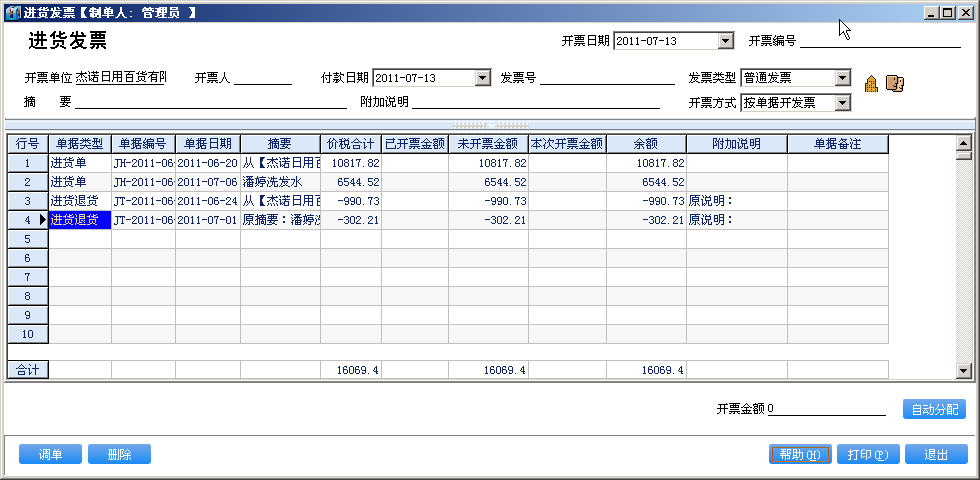 进货发票【制单人: 管理员 】
进货发票
开票日期 2011-07-13 开票编号
开票单位 杰诺日用百货有限 开票人 付款日期 2011-07-13 发票号 发票类型 普通发票
摘 要 附加说明 开票方式 按单据开发票
行号 单据类型 单据编号 单据日期 摘要 价税合计 已开票金额 未开票金额 本次开票金额 余额 附加说明 单据备注
1 进货单 JH-2011-06- 2011-06-20 从【杰诺日用百 10817.82 10817.82 10817.82
2 进货单 JH-2011-06- 2011-07-06 潘婷洗发水 6544.52 6544.52 6544.52
3 进货退货 JT-2011-06- 2011-06-24 从【杰诺日用百 -990.73 -990.73 -990.73 原说明：
4 进货退货 JT-2011-06- 2011-07-01 原摘要：潘婷洗 -302.21 -302.21 -302.21 原说明：
5
6
7
8
9
10
合计 16069.4 16069.4 16069.4
开票金额 0 自动分配
调单 删除 帮助(H) 打印(P) 退出